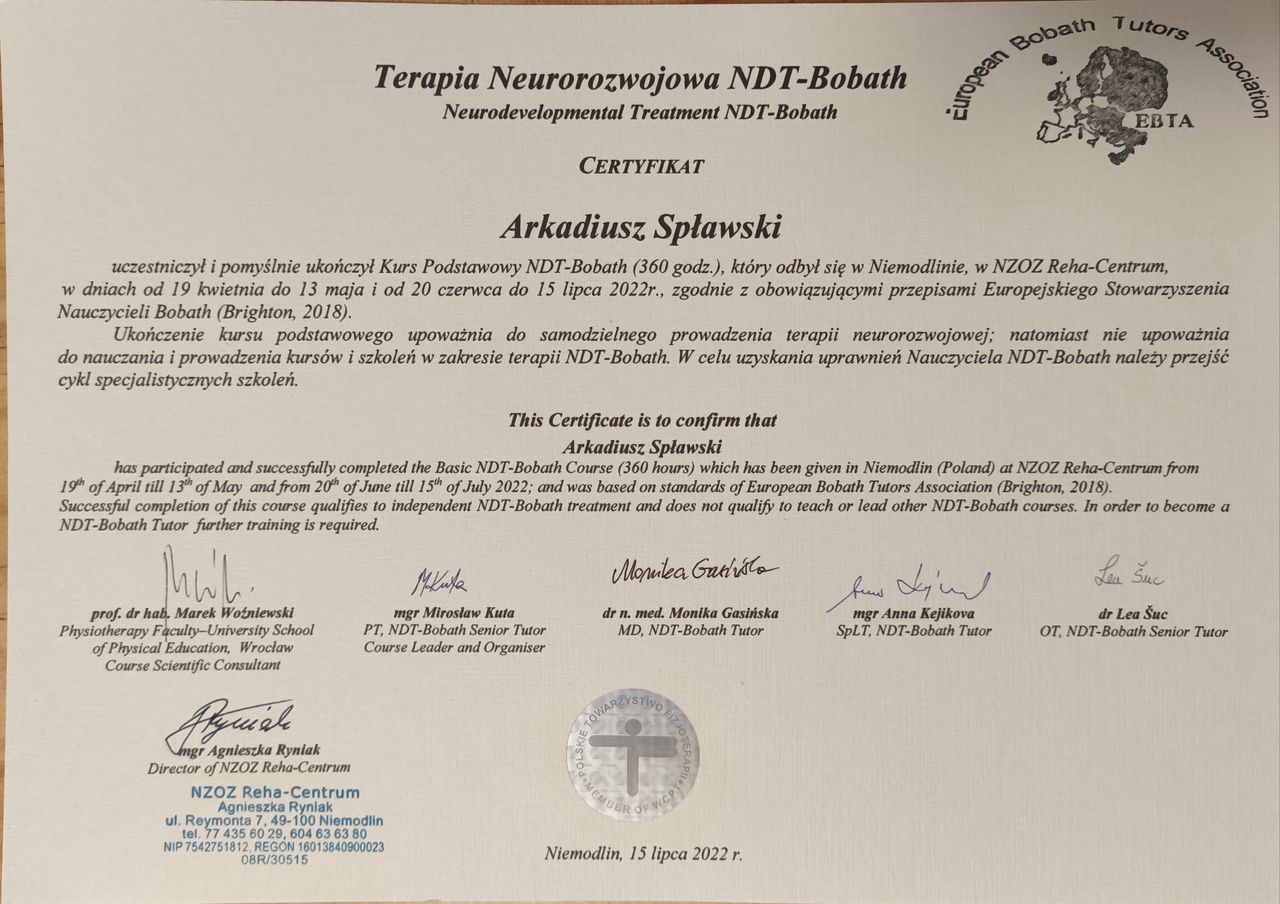 European Bobath Tutors Association
EBTA
Terapia Neurorozwojowa NDT-Bobath
Neurodevelopmental Treatment NDT-Bobath
CERTYFIKAT
Arkadiusz Spławski
uczestniczył i pomyślnie ukończył Kurs Podstawowy NDT-Bobath (360 godz.), który odbył się w Niemodlinie, w NZOZ Reha-Centrum,
w dniach od 19 kwietnia do 13 maja i od 20 czerwca do 15 lipca 2022r., zgodnie z obowiązującymi przepisami Europejskiego Stowarzyszenia
Nauczycieli Bobath (Brighton, 2018).
Ukończenie kursu podstawowego upoważnia do samodzielnego prowadzenia terapii neurorozwojowej; natomiast nie upoważnia
do nauczania i prowadzenia kursów i szkoleń w zakresie terapii NDT-Bobath. W celu uzyskania uprawnień Nauczyciela NDT-Bobath należy przejść
cykl specjalistycznych szkoleń.
This Certificate is to confirm that
Arkadiusz Spławski
has participated and successfully completed the Basic NDT-Bobath Course (360 hours) which has been given in Niemodlin (Poland) at NZOZ Reha-Centrum from
19th of April till 13th of May and from 20th of June till 15th of July 2022; and was based on standards of European Bobath Tutors Association (Brighton, 2018).
Successful completion of this course qualifies to independent NDT-Bobath treatment and does not qualify to teach or lead other NDT-Bobath courses. In order to become a
NDT-Bobath Tutor further training is required.
MKuta
Monika Gasińska
Lea Šuc
prof. dr hab. Marek Woźniewski
Physiotherapy Faculty–University School
of Physical Education, Wrocław
Course Scientific Consultant
mgr Mirosław Kuta
PT, NDT-Bobath Senior Tutor
Course Leader and Organiser
dr n. med. Monika Gasińska
MD, NDT-Bobath Tutor
mgr Anna Kejikova
SpLT, NDT-Bobath Tutor
dr Lea Šuc
OT, NDT-Bobath Senior Tutor
ARyniak
mgr Agnieszka Ryniak
Director of NZOZ Reha-Centrum
NZOZ Reha-Centrum
Agnieszka Ryniak
ul. Reymonta 7, 49-100 Niemodlin
tel. 77 435 60 29, 604 63 63 80
NIP 7542751812, REGON 16013840900023
08R/30515
POLSKIE TOWARZYSTWO FIZJOTERAPII
MEMBER OF WCPT
Niemodlin, 15 lipca 2022 r.